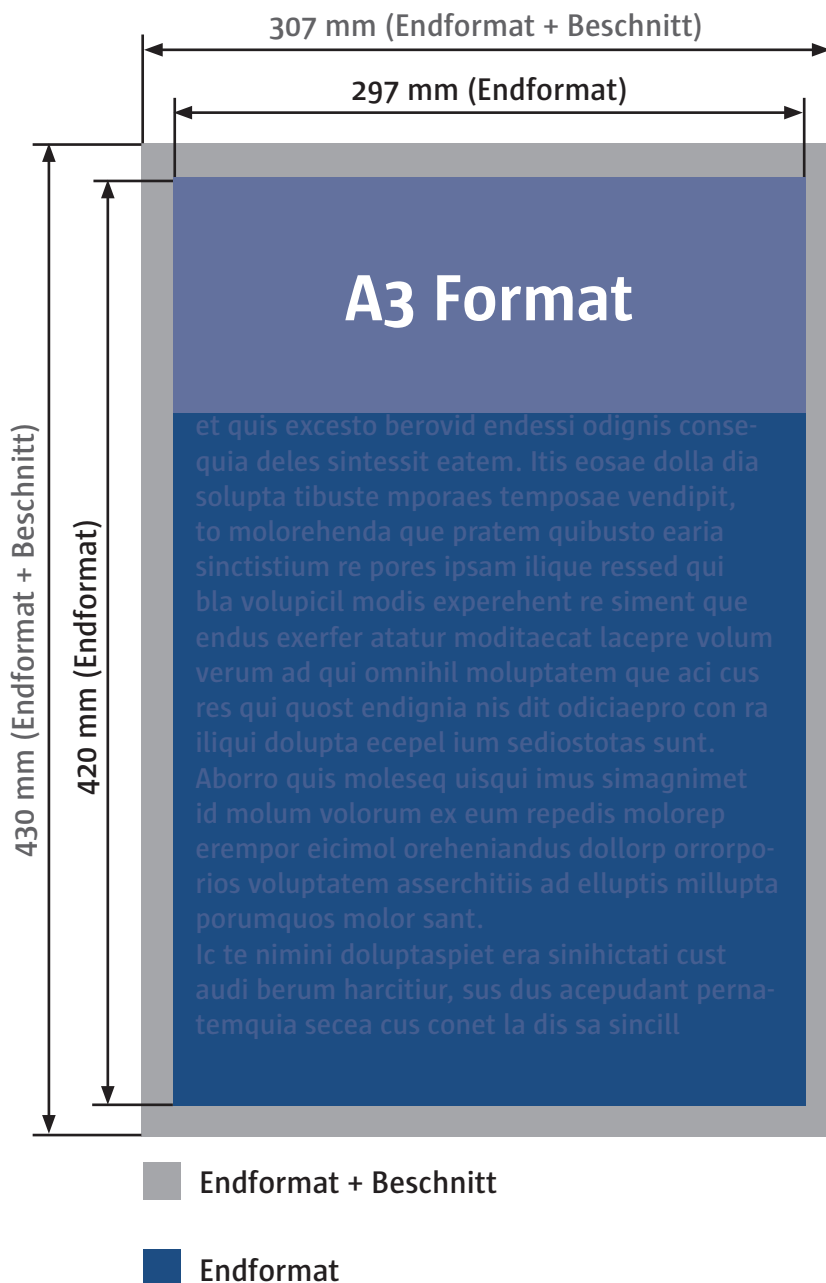 307 mm (Endformat + Beschnitt)
297 mm (Endformat)
430 mm (Endformat + Beschnitt)
420 mm (Endformat)
A3 Format
et quis excesto berovid endessi odignis conse-
quia deles sintessit eatem. Itis eosae dolla dia
solupta tibuste mporaes temposae vendipit,
to molorehenda que pratem quibusto earia
sinctistium re pores ipsam ilique ressed qui
bla volupicil modis experehent re siment que
endus exerfer atatur moditaecat lacepre volum
verum ad qui omnihil moluptatem que aci cus
res qui quost endignia nis dit odiciaepro con ra
iliqui dolupta ecepel ium sediostotas sunt.
Aborro quis moleseq uisqui imus simagnimet
id molum volorum ex eum repedis molorep
erempor eicimol oreheniandus dollorp orrorpo-
rios voluptatem asserchitiis ad elluptis millupta
porumquos molor sant.
Ic te nimini doluptaspiet era sinihictati cust
audi berum harcitiur, sus dus acepudant perna-
temquia secea cus conet la dis sa sincill
Endformat + Beschnitt
Endformat